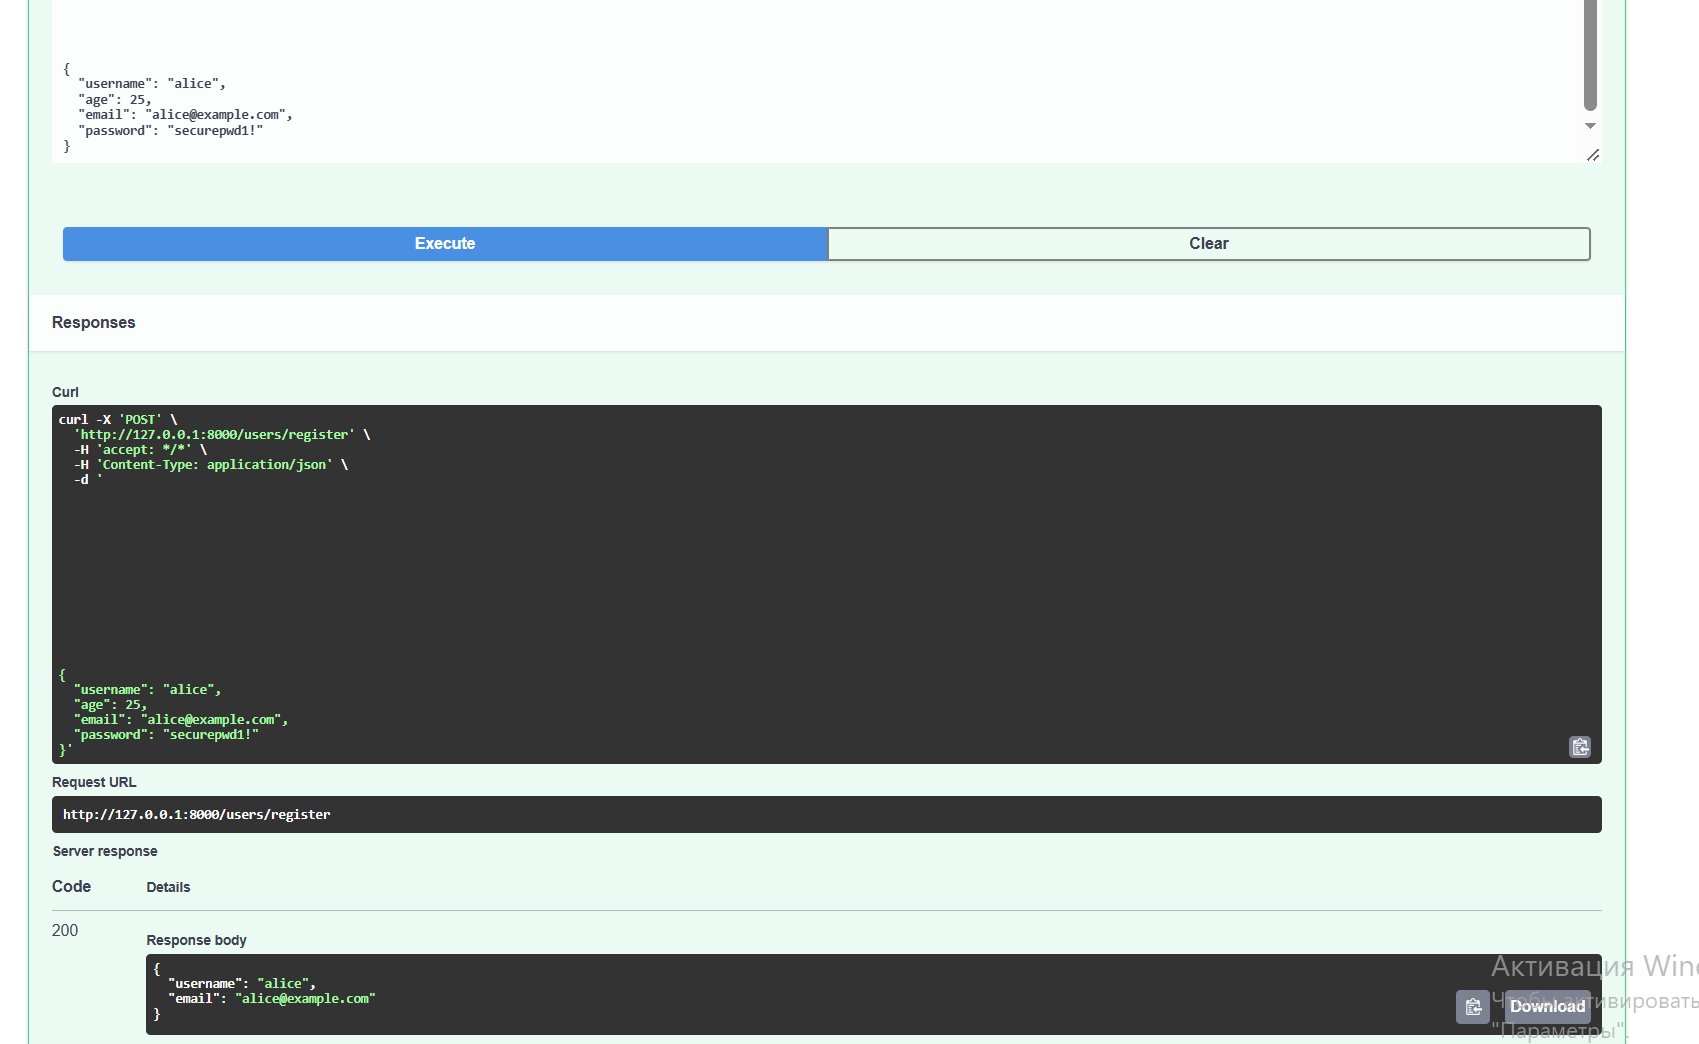 {
  "username": "alice",
  "age": 25,
  "email": "alice@example.com",
  "password": "securepwd1!"
}
Execute
Clear
Responses
Curl
curl -X 'POST' \
  'http://127.0.0.1:8000/users/register' \
  -H 'accept: */*' \
  -H 'Content-Type: application/json' \
  -d '
{
  "username": "alice",
  "age": 25,
  "email": "alice@example.com",
  "password": "securepwd1!"
}'
Request URL
http://127.0.0.1:8000/users/register
Server response
Code Details
200
Response body
{
  "username": "alice",
  "email": "alice@example.com"
}
Download
Активация Win
Чтобы активировать
"Параметры".